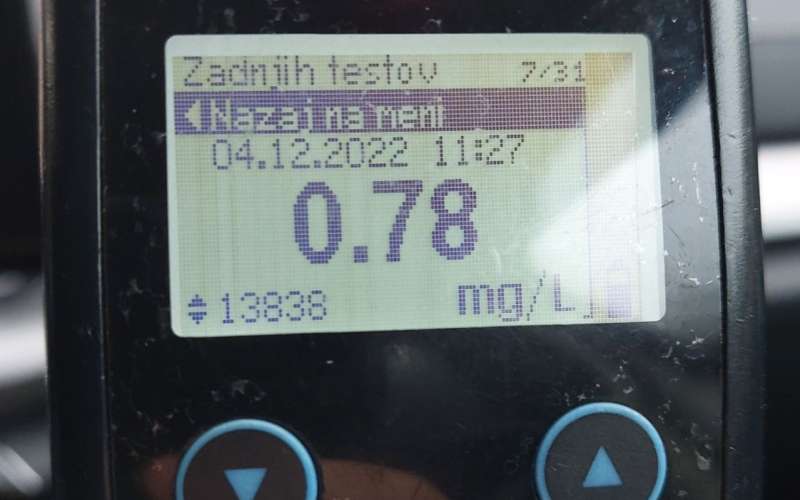 Zadnjih testov 7/31
Nazaj na meni
04.12.2022 11:27
0.78
13838 mg/L